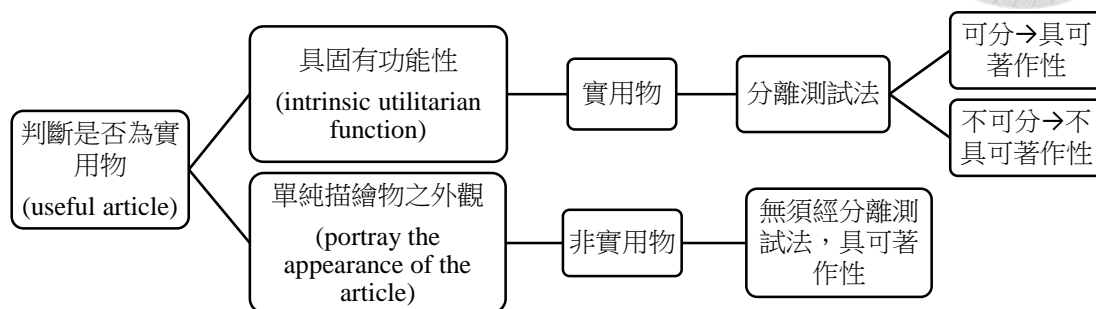 判斷是否為實
用物
(useful article)
具固有功能性
(intrinsic utilitarian
function)
實用物
分離測試法
可分→具可
著作性
不可分→不
具可著作性
單純描繪物之外觀
(portray the
appearance of the
article)
非實用物
無須經分離測
試法，具可著
作性